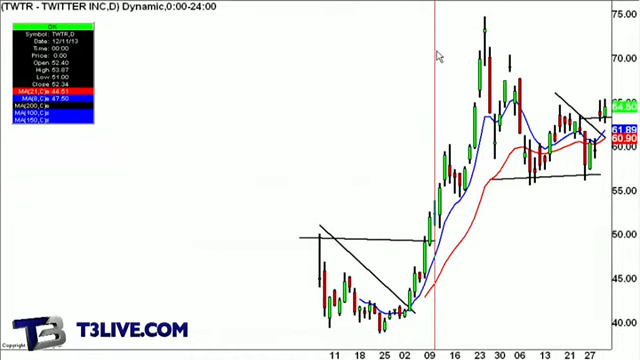 (TWTR - TWITTER INC,D) Dynamic,0:00-24:00
OK
Symbol: TWTR,D
Date: 12/11/13
Time: 00:00
Price: 0.00
Open 52.40
High 53.87
Low 51.00
Close 52.34
MA(21,C)≡ 44.51
MA(8,C)≡ 47.50
MA(200,C)≡
MA(100,C)≡
MA(150,C)≡
75.00
70.00
64.50
61.89
60.90
60.00
55.00
50.00
45.00
40.00
11 18 25 02 09 16 23 30 06 13 21 27
T3 T3LIVE.COM